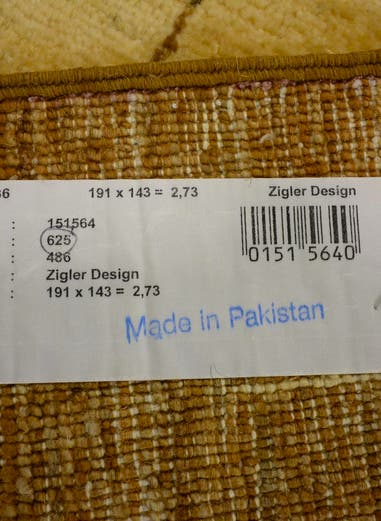 86 191 x 143 = 2,73 Zigler Design
: 151564
: 625
: 486
: Zigler Design
: 191 x 143 = 2,73
0151 5640
Made in Pakistan